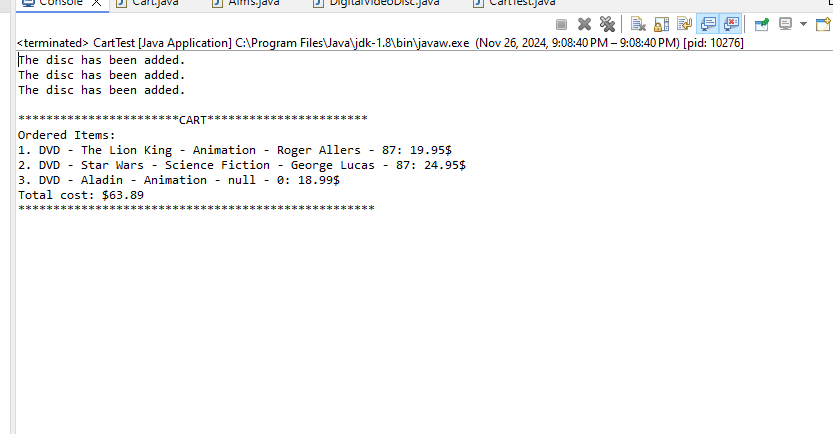 Console Cart.java Aims.java DigitalVideoDisc.java CartTest.java
<terminated> CartTest [Java Application] C:\Program Files\Java\jdk-1.8\bin\javaw.exe (Nov 26, 2024, 9:08:40 PM – 9:08:40 PM) [pid: 10276]
The disc has been added.
The disc has been added.
The disc has been added.
***********************CART***********************
Ordered Items:
1. DVD - The Lion King - Animation - Roger Allers - 87: 19.95$
2. DVD - Star Wars - Science Fiction - George Lucas - 87: 24.95$
3. DVD - Aladin - Animation - null - 0: 18.99$
Total cost: $63.89
***************************************************